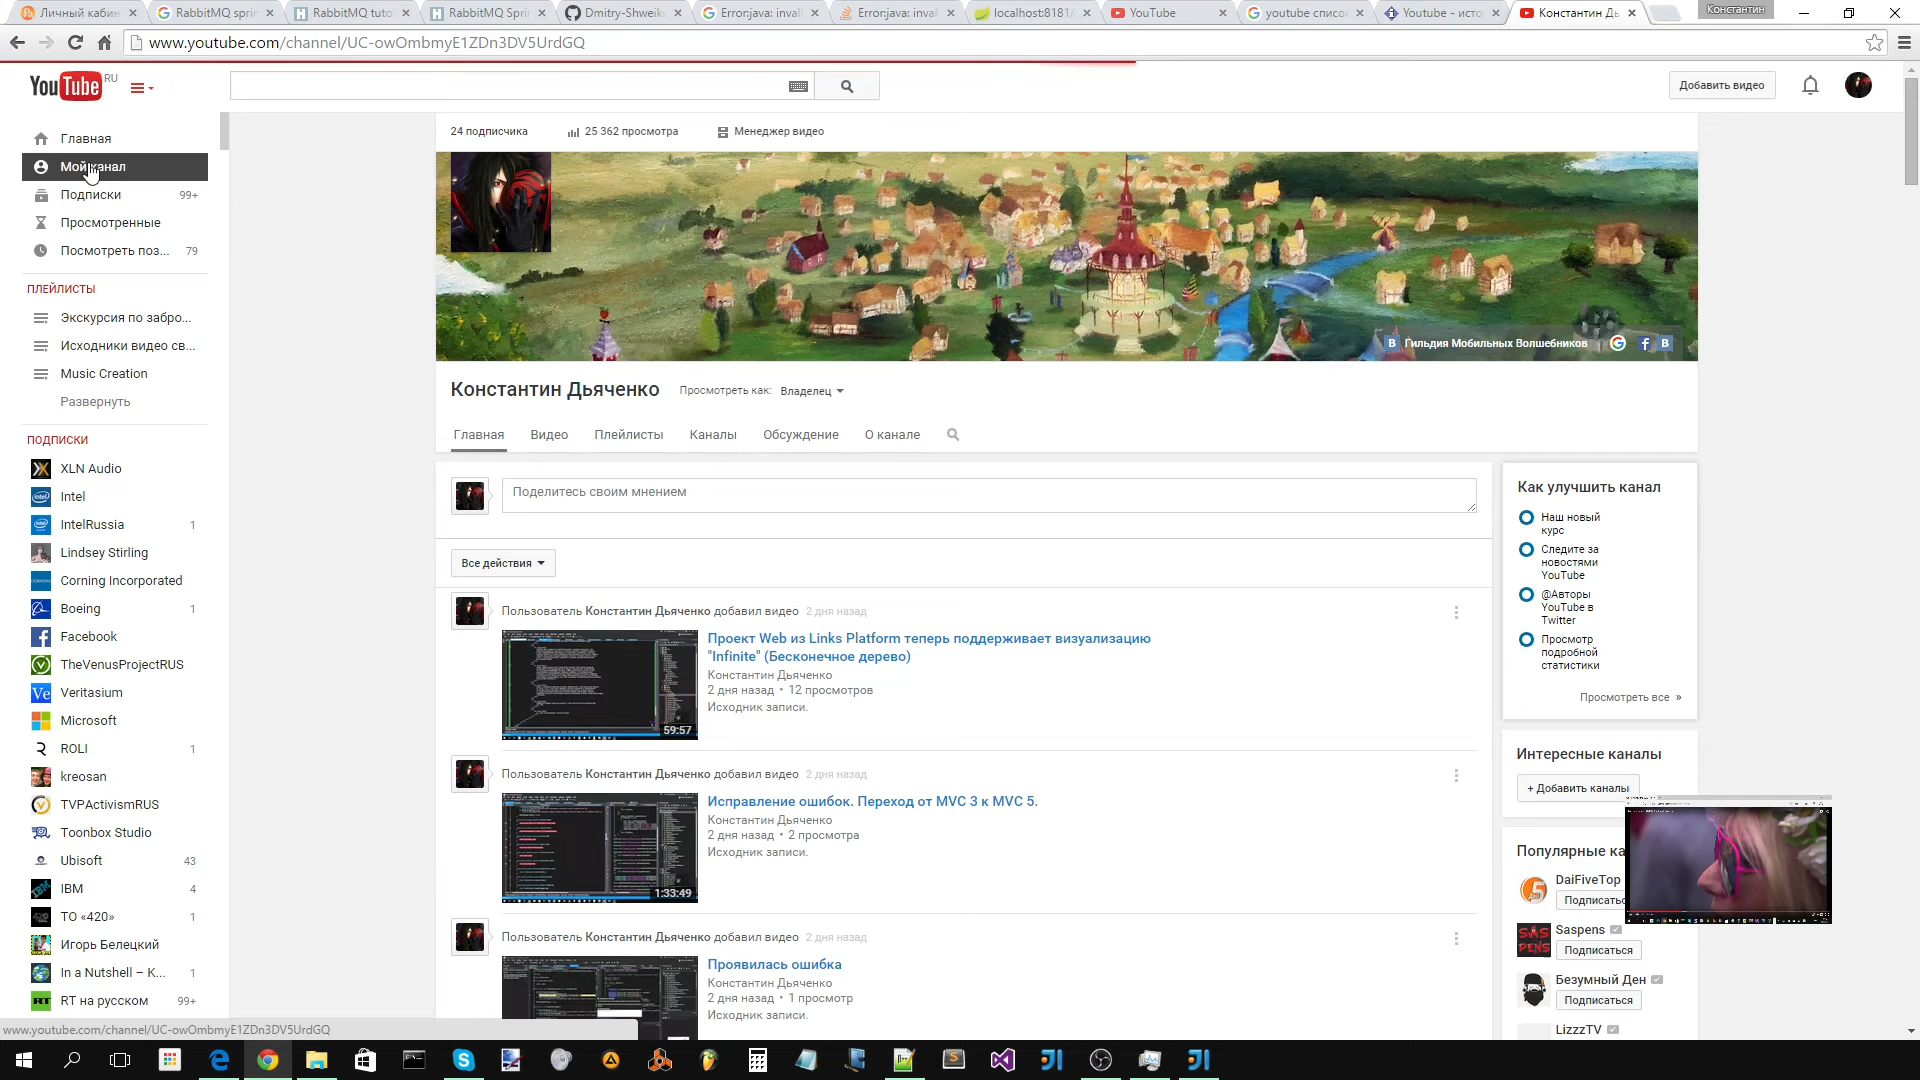 Личный кабин
RabbitMQ sprin
RabbitMQ tuto
RabbitMQ Spri
Dmitry-Shweik
Error:java: inval
Error:java: inval
localhost:8181/
YouTube
youtube списо
Youtube - исто
Константин Дь
Константин
www.youtube.com/channel/UC-owOmbmyE1ZDn3DV5UrdGQ
YouTube RU
Добавить видео
Главная
Мой канал
Подписки 99+
Просмотренные
Посмотреть поз... 79
ПЛЕЙЛИСТЫ
Экскурсия по забро...
Исходники видео св...
Music Creation
Развернуть
ПОДПИСКИ
XLN Audio
Intel
IntelRussia 1
Lindsey Stirling
Corning Incorporated
Boeing 1
Facebook
TheVenusProjectRUS
Veritasium
Microsoft
ROLI 1
kreosan
TVPActivismRUS
Toonbox Studio
Ubisoft 43
IBM 4
ТО «420» 1
Игорь Белецкий
In a Nutshell – K... 1
RT на русском 99+
www.youtube.com/channel/UC-owOmbmyE1ZDn3DV5UrdGQ
24 подписчика
25 362 просмотра
Менеджер видео
Гильдия Мобильных Волшебников
Константин Дьяченко
Просмотреть как: Владелец
Главная
Видео
Плейлисты
Каналы
Обсуждение
О канале
Поделитесь своим мнением
Все действия
Пользователь Константин Дьяченко добавил видео 2 дня назад
59:57
Проект Web из Links Platform теперь поддерживает визуализацию
"Infinite" (Бесконечное дерево)
Константин Дьяченко
2 дня назад • 12 просмотров
Исходник записи.
Пользователь Константин Дьяченко добавил видео 2 дня назад
1:33:49
Исправление ошибок. Переход от MVC 3 к MVC 5.
Константин Дьяченко
2 дня назад • 2 просмотра
Исходник записи.
Пользователь Константин Дьяченко добавил видео 2 дня назад
Проявилась ошибка
Константин Дьяченко
2 дня назад • 1 просмотр
Исходник записи.
Как улучшить канал
Наш новый
курс
Следите за
новостями
YouTube
@Авторы
YouTube в
Twitter
Просмотр
подробной
статистики
Просмотреть все »
Интересные каналы
+ Добавить каналы
Популярные ка
DaiFiveTop
Подписатьс
Saspens
Подписаться
Безумный Ден
Подписаться
LizzzTV